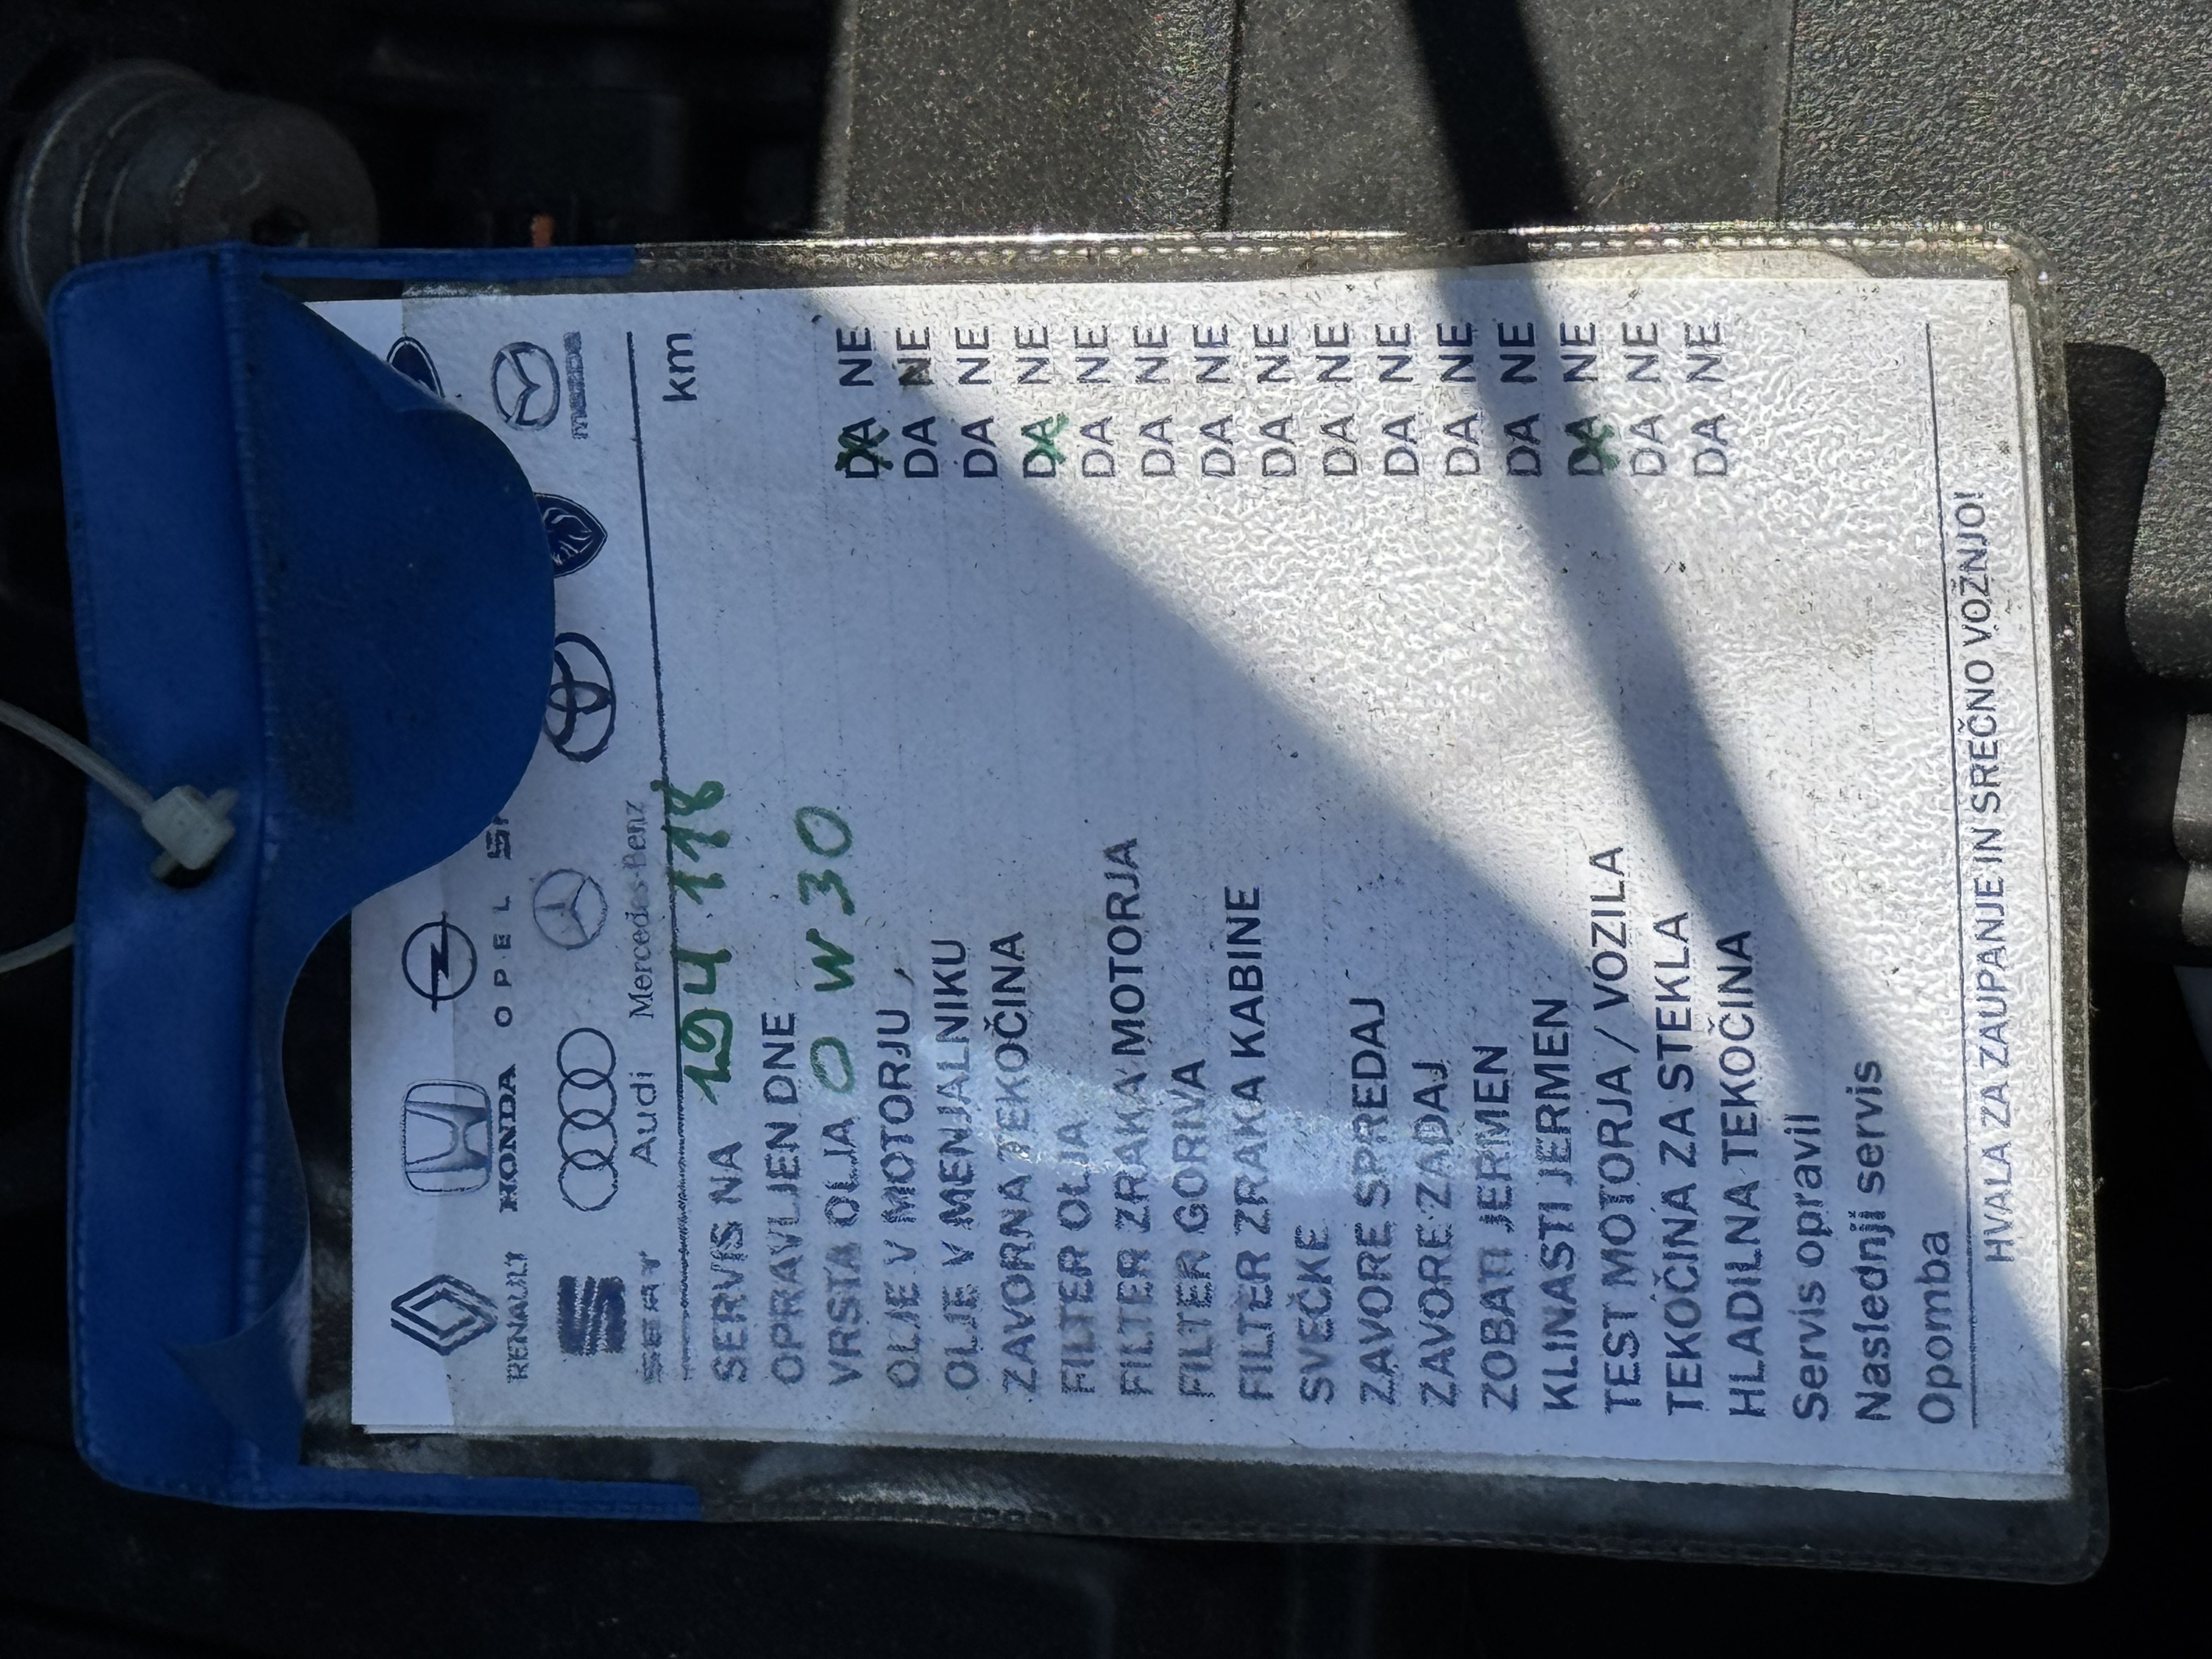 RENAULT HONDA OPEL
SEAT Audi Mercedes-Benz mazda
SERVIS NA 194 118 km
OPRAVLJEN DNE
VRSTA OLJA 0 W 30
OLJE V MOTORJU DA NE
OLJE V MENJALNIKU DA NE
ZAVORNA TEKOČINA DA NE
FILTER OLJA DA NE
FILTER ZRAKA MOTORJA DA NE
FILTER GORIVA DA NE
FILTER ZRAKA KABINE DA NE
SVEČKE DA NE
ZAVORE SPREDAJ DA NE
ZAVORE ZADAJ DA NE
ZOBATI JERMEN DA NE
KLINASTI JERMEN DA NE
TEST MOTORJA / VOZILA DA NE
TEKOČINA ZA STEKLA DA NE
HLADILNA TEKOČINA DA NE
Servis opravil
Naslednji servis
Opomba
HVALA ZA ZAUPANJE IN SREČNO VOŽNJO!